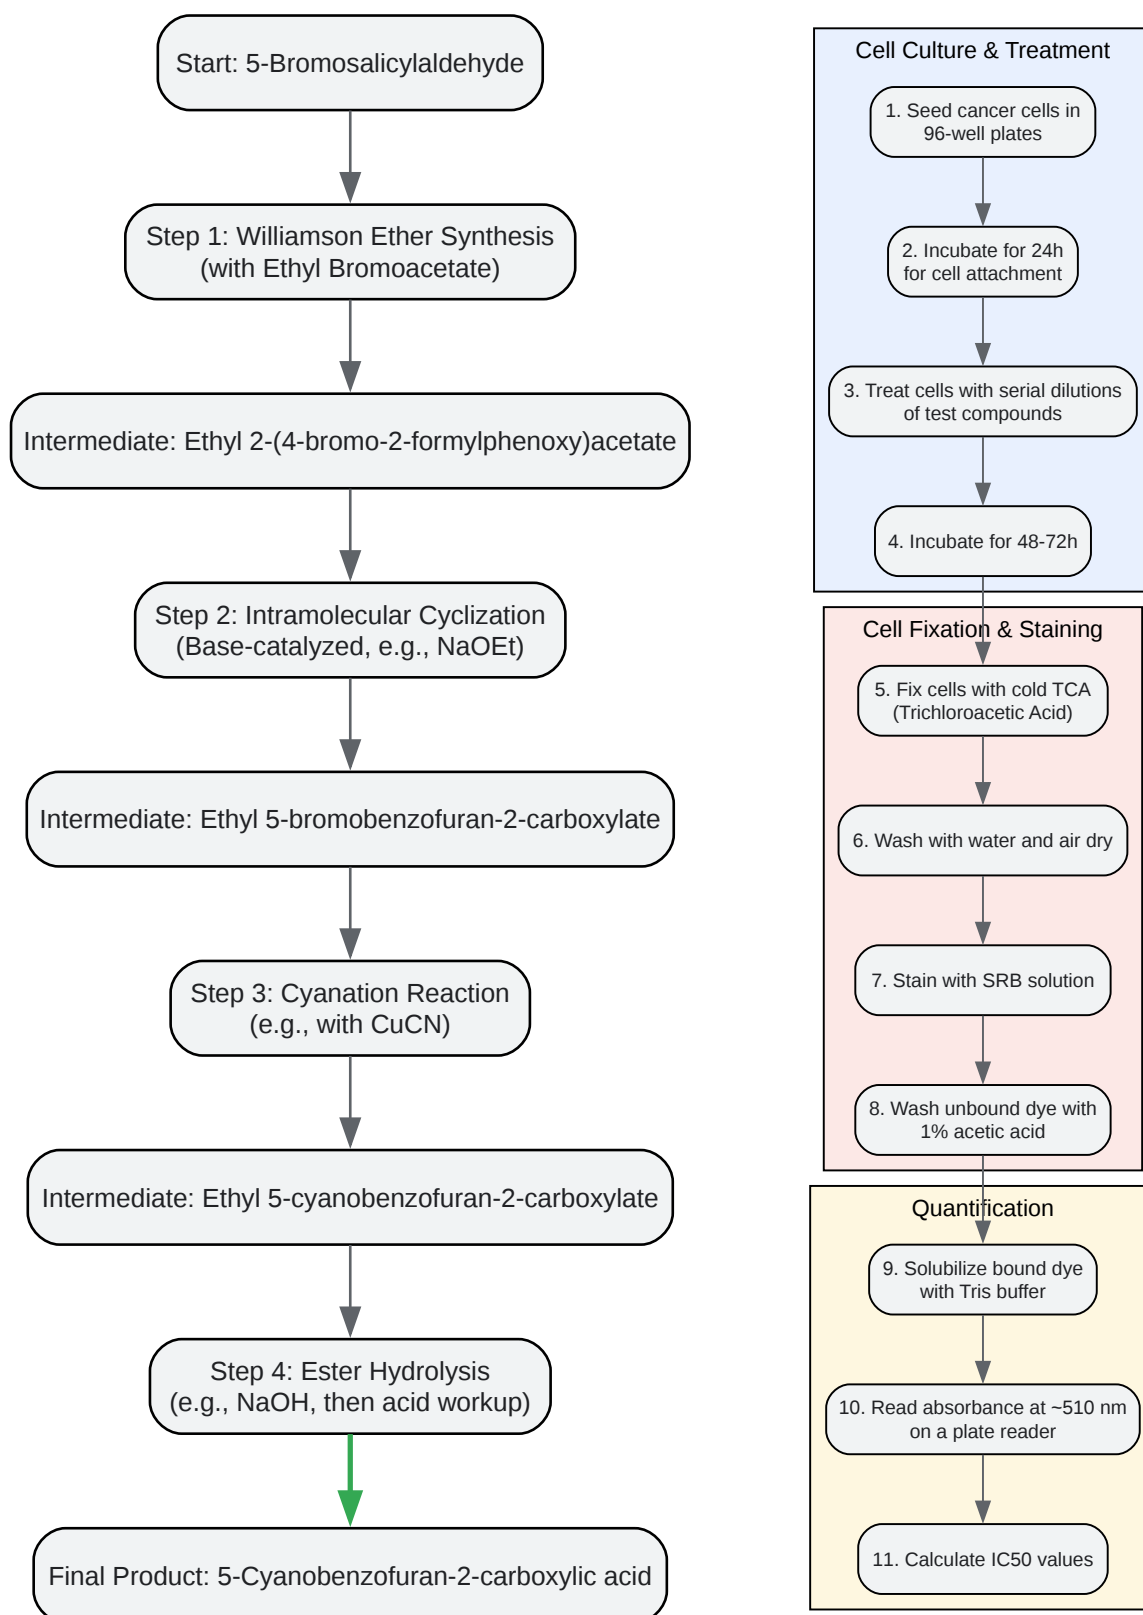 Start: 5-Bromosalicylaldehyde
Step 1: Williamson Ether Synthesis
(with Ethyl Bromoacetate)
Intermediate: Ethyl 2-(4-bromo-2-formylphenoxy)acetate
Step 2: Intramolecular Cyclization
(Base-catalyzed, e.g., NaOEt)
Intermediate: Ethyl 5-bromobenzofuran-2-carboxylate
Step 3: Cyanation Reaction
(e.g., with CuCN)
Intermediate: Ethyl 5-cyanobenzofuran-2-carboxylate
Step 4: Ester Hydrolysis
(e.g., NaOH, then acid workup)
Final Product: 5-Cyanobenzofuran-2-carboxylic acid
Cell Culture & Treatment
1. Seed cancer cells in
96-well plates
2. Incubate for 24h
for cell attachment
3. Treat cells with serial dilutions
of test compounds
4. Incubate for 48-72h
Cell Fixation & Staining
5. Fix cells with cold TCA
(Trichloroacetic Acid)
6. Wash with water and air dry
7. Stain with SRB solution
8. Wash unbound dye with
1% acetic acid
Quantification
9. Solubilize bound dye
with Tris buffer
10. Read absorbance at ~510 nm
on a plate reader
11. Calculate IC50 values